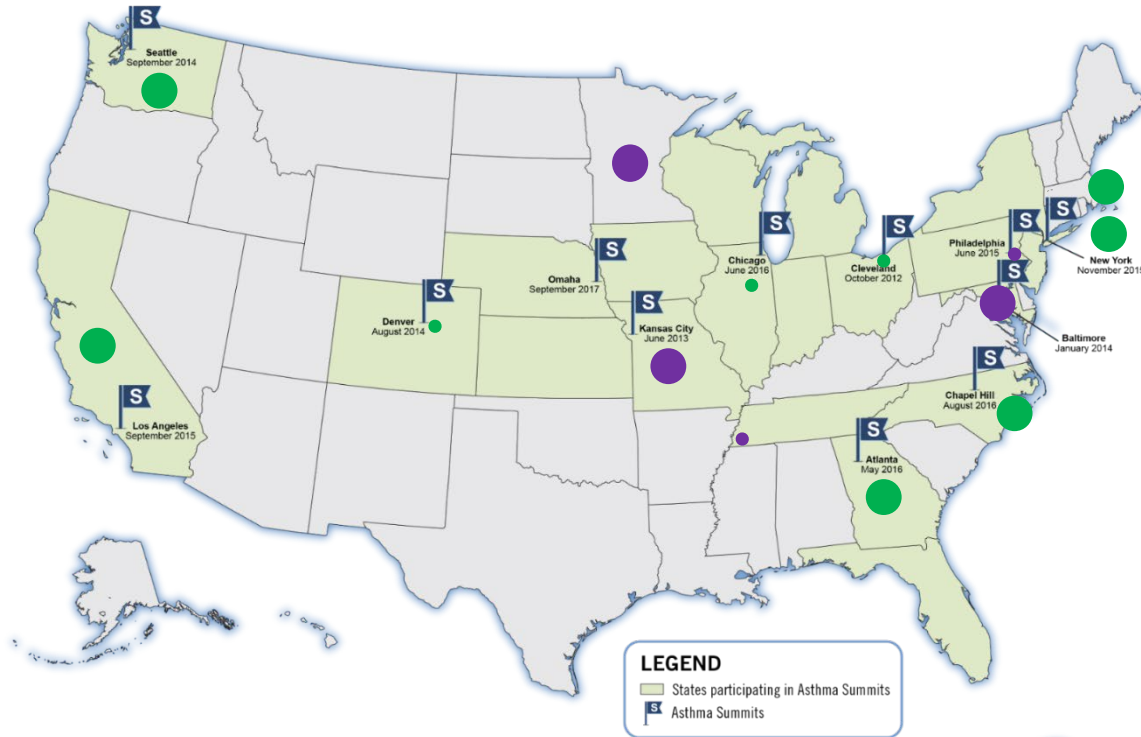 S
Seattle
September 2014
S
Los Angeles
September 2015
S
Denver
August 2014
S
Omaha
September 2017
S
Kansas City
June 2013
S
Chicago
June 2016
S
Cleveland
October 2012
S
Philadelphia
June 2015
S
New York
November 2015
S
Baltimore
January 2014
S
Chapel Hill
August 2016
S
Atlanta
May 2016
LEGEND
States participating in Asthma Summits
S
Asthma Summits